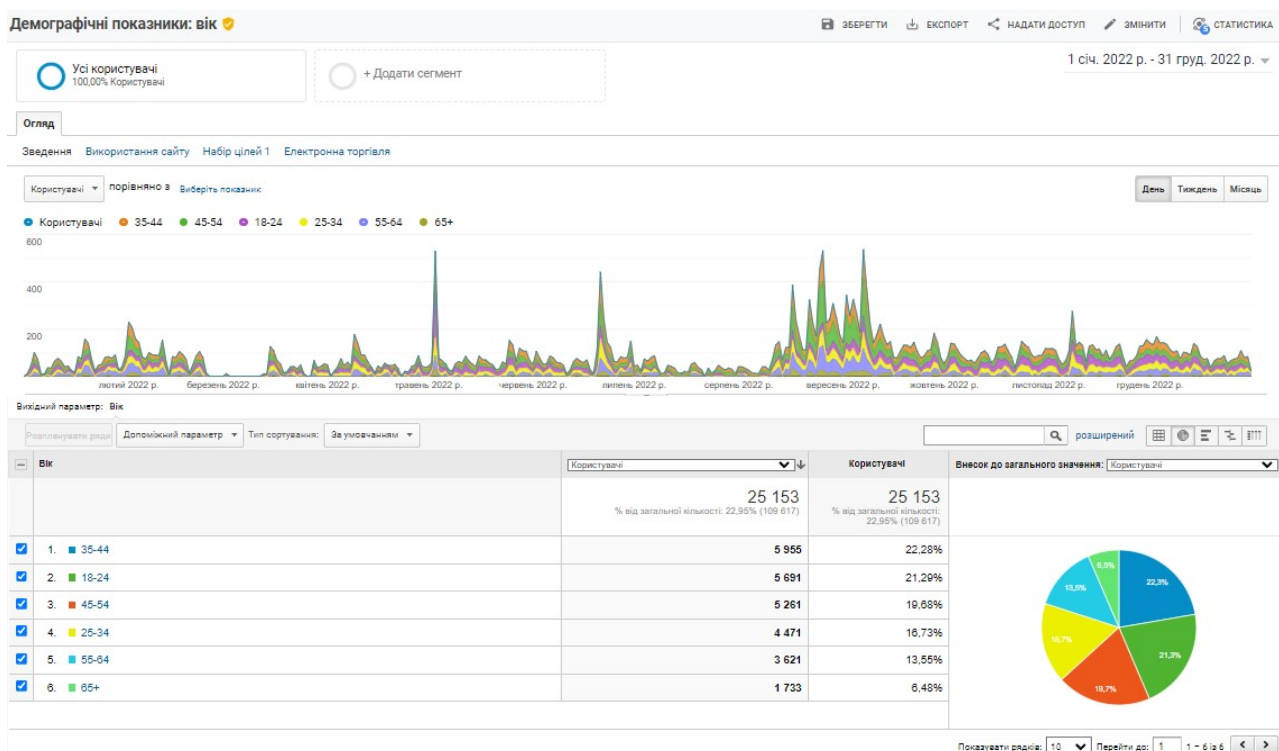 Демографічні показники: вік
ЗБЕРЕГТИ ЕКСПОРТ НАДАТИ ДОСТУП ЗМІНИТИ СТАТИСТИКА
Усі користувачі
100,00% Користувачі
+ Додати сегмент
1 січ. 2022 р. - 31 груд. 2022 р.
Огляд
Зведення Використання сайту Набір цілей 1 Електронна торгівля
Користувачі порівняно з Виберіть показник
День Тиждень Місяць
Користувачі 35-44 45-54 18-24 25-34 55-64 65+
600
400
200
лютий 2022 р. березень 2022 р. квітень 2022 р. травень 2022 р. червень 2022 р. липень 2022 р. серпень 2022 р. вересень 2022 р. жовтень 2022 р. листопад 2022 р. грудень 2022 р.
Вихідний параметр: Вік
Розпланувати ряди Допоміжний параметр Тип сортування: За умовчанням розширений
Вік Користувачі Користувачі Внесок до загального значення: Користувачі
25 153 25 153
% від загальної кількості: 22,95% (109 617) % від загальної кількості:
22,95% (109 617)
1. 35-44 5 955 22,28%
2. 18-24 5 691 21,29%
3. 45-54 5 261 19,68%
4. 25-34 4 471 16,73%
5. 55-64 3 621 13,55%
6. 65+ 1 733 6,48%
6,5%
13,5% 22,3%
16,7%
21,3%
19,7%
Показувати рядків: 10 Перейти до: 1 1 – 6 із 6